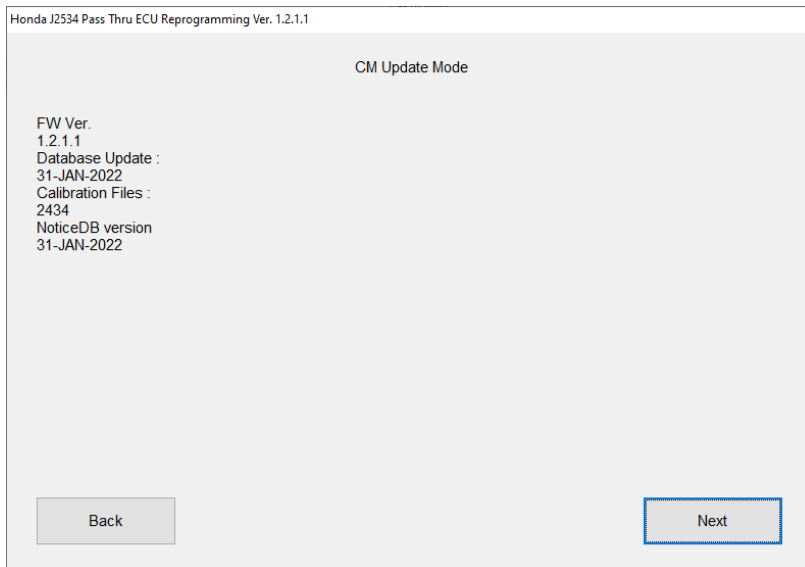 Honda J2534 Pass Thru ECU Reprogramming Ver. 1.2.1.1
CM Update Mode
FW Ver.
1.2.1.1
Database Update :
31-JAN-2022
Calibration Files :
2434
NoticeDB version
31-JAN-2022
Back
Next